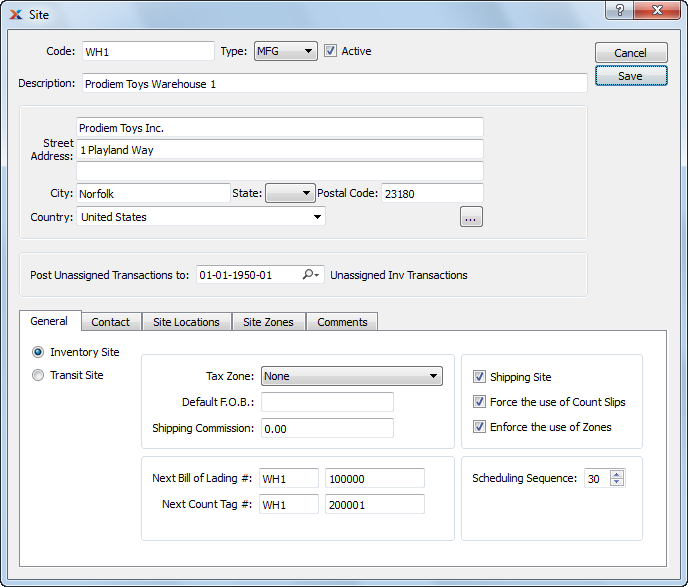 Site
Code: WH1 Type: MFG Active
Cancel
Description: Prodiem Toys Warehouse 1
Save
Prodiem Toys Inc.
Street Address: 1 Playland Way
City: Norfolk State: Postal Code: 23180
Country: United States ...
Post Unassigned Transactions to: 01-01-1950-01 Unassigned Inv Transactions
General Contact Site Locations Site Zones Comments
Inventory Site
Transit Site
Tax Zone: None
Default F.O.B.:
Shipping Commission: 0.00
Shipping Site
Force the use of Count Slips
Enforce the use of Zones
Next Bill of Lading #: WH1 100000
Next Count Tag #: WH1 200001
Scheduling Sequence: 30